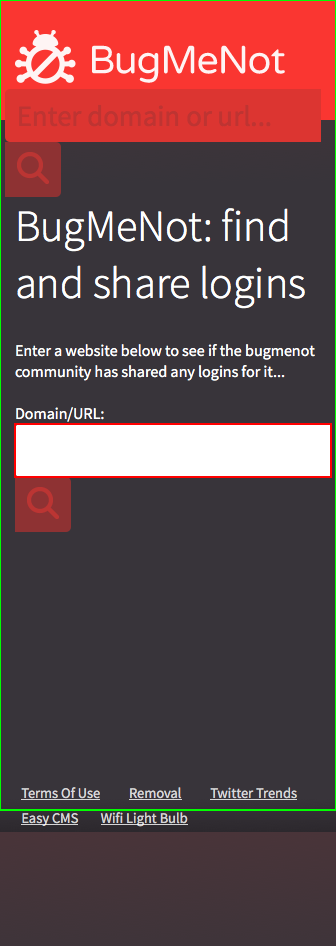 BugMeNot
Enter domain or url...
BugMeNot: find
and share logins
Enter a website below to see if the bugmenot
community has shared any logins for it...
Domain/URL:
Terms Of Use Removal Twitter Trends
Easy CMS Wifi Light Bulb